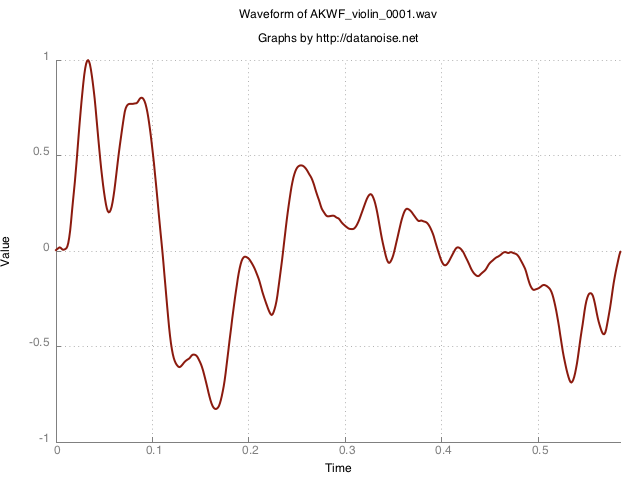 Waveform of AKWF_violin_0001.wav
Graphs by http://datanoise.net
1
0.5
0
-0.5
-1
Value
0 0.1 0.2 0.3 0.4 0.5
Time